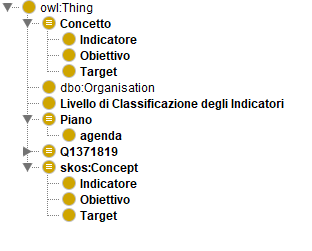 owl:Thing
Concetto
Indicatore
Obiettivo
Target
dbo:Organisation
Livello di Classificazione degli Indicatori
Piano
agenda
Q1371819
skos:Concept
Indicatore
Obiettivo
Target